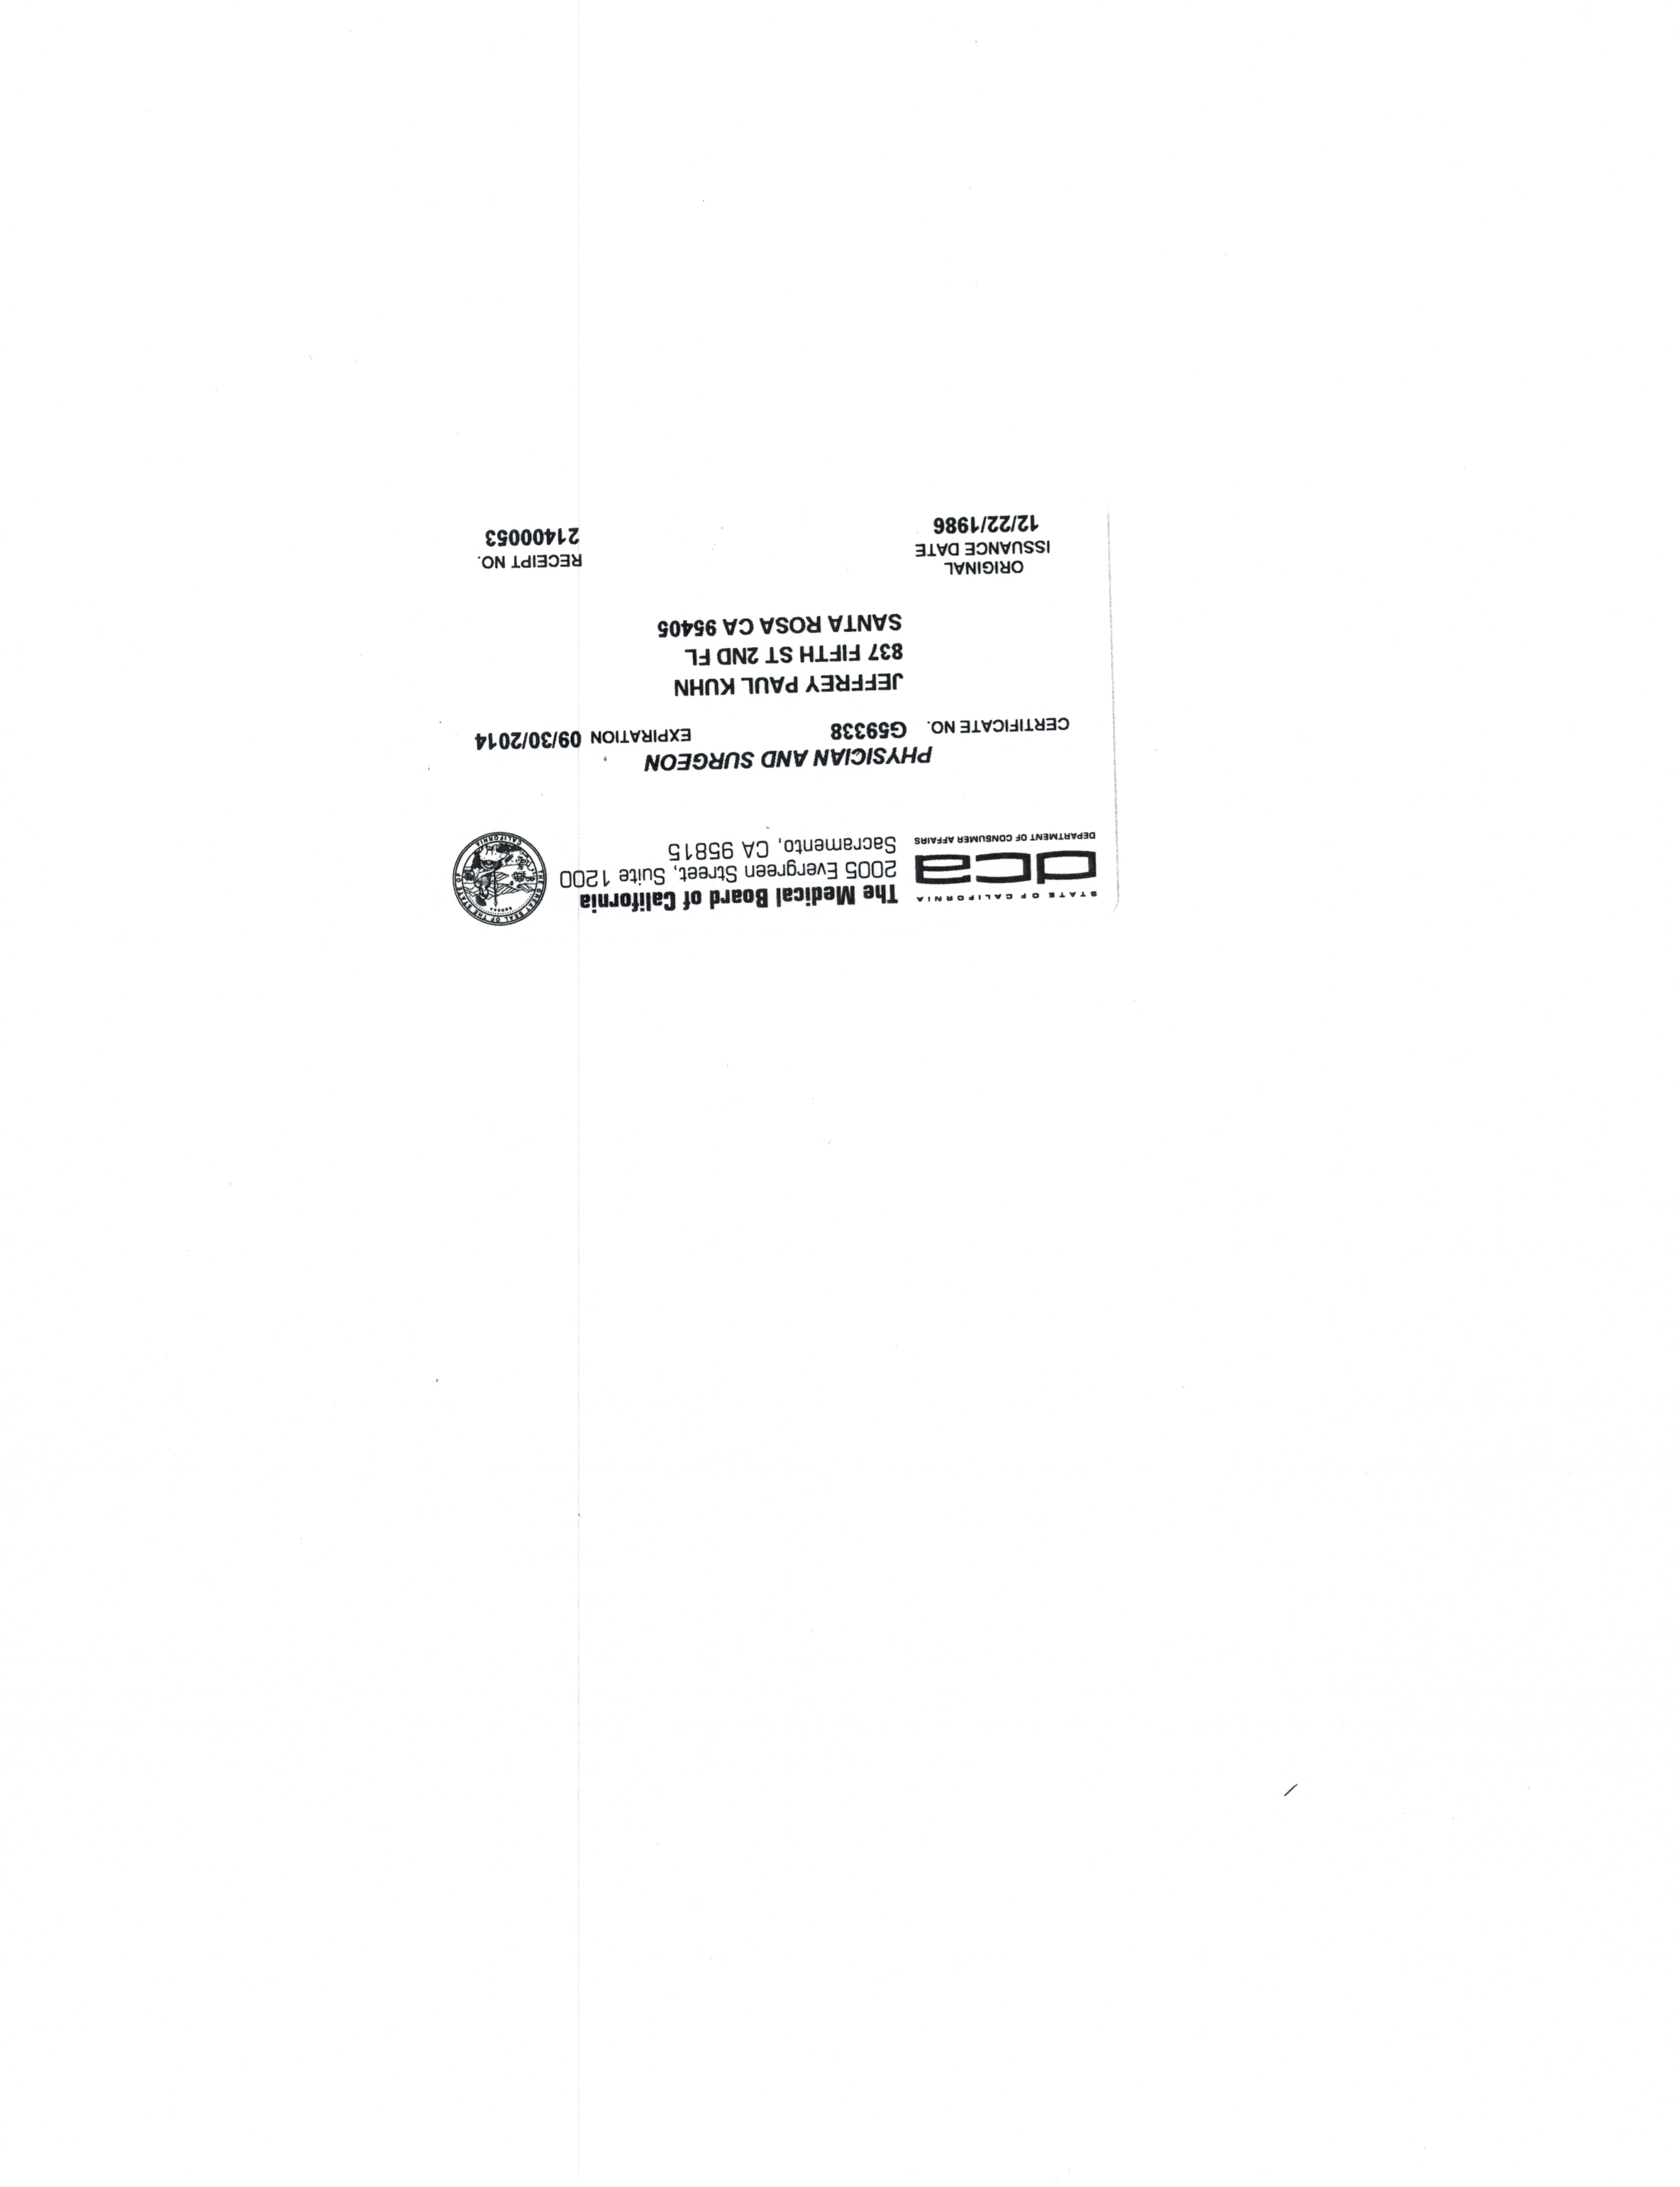 STATE OF CALIFORNIA
dca
DEPARTMENT OF CONSUMER AFFAIRS
The Medical Board of California
2005 Evergreen Street, Suite 1200
Sacramento, CA 95815
THE GREAT SEAL OF THE STATE OF CALIFORNIA
EUREKA
PHYSICIAN AND SURGEON
CERTIFICATE NO. G59338 EXPIRATION 09/30/2014
JEFFREY PAUL KUHN
837 FIFTH ST 2ND FL
SANTA ROSA CA 95405
ORIGINAL
ISSUANCE DATE
12/22/1986
RECEIPT NO.
21400053